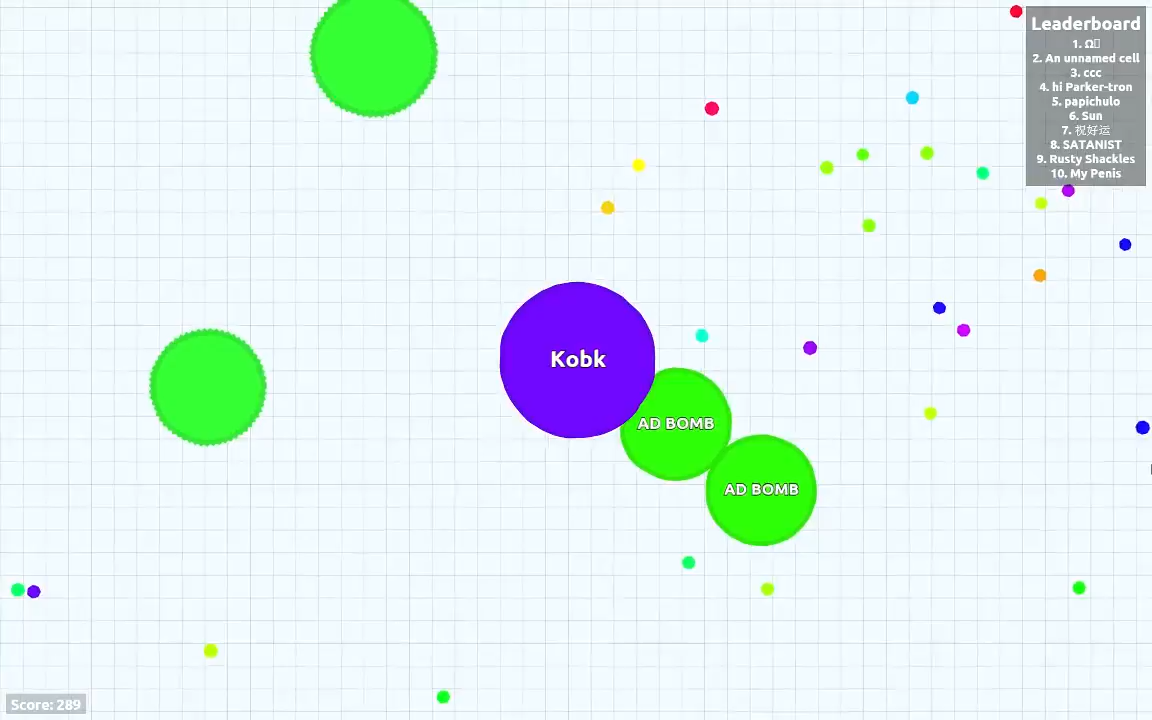 Leaderboard
1. Ω
2. An unnamed cell
3. ccc
4. hi Parker-tron
5. papichulo
6. Sun
7. 祝好运
8. SATANIST
9. Rusty Shackles
10. My Penis
Kobk
AD BOMB
AD BOMB
Score: 289